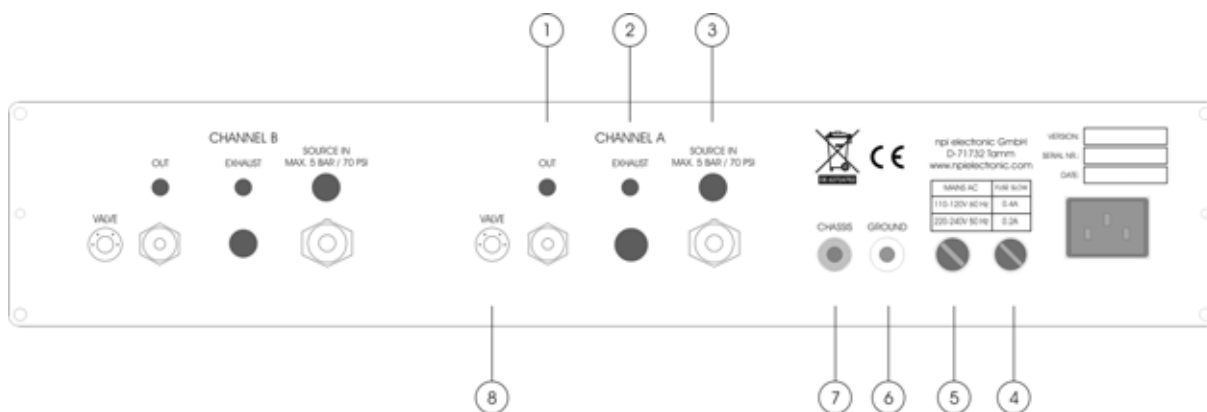 1
2
3
CHANNEL B
OUT
EXHAUST
SOURCE IN
MAX. 5 BAR / 70 PSI
VALVE
CHANNEL A
OUT
EXHAUST
SOURCE IN
MAX. 5 BAR / 70 PSI
VALVE
CE
npi electronic GmbH
D-71732 Tamm
www.npielectronic.com
MAINS AC FUSE SLOW
110-120V 60 Hz 0.4A
220-240V 50 Hz 0.2A
VERSION:
SERIAL NR.:
DATE:
CHASSIS
GROUND
8
7
6
5
4